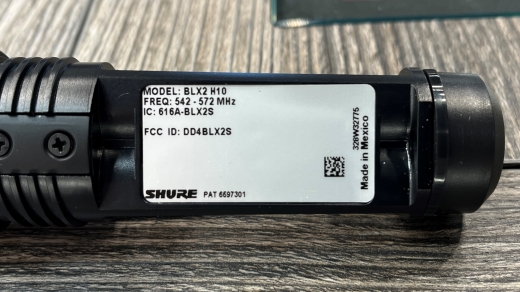 MODEL: BLX2 H10
FREQ: 542 - 572 MHz
IC: 616A-BLX2S
FCC ID: DD4BLX2S
SHURE PAT 6597301
326W32775
Made in Mexico